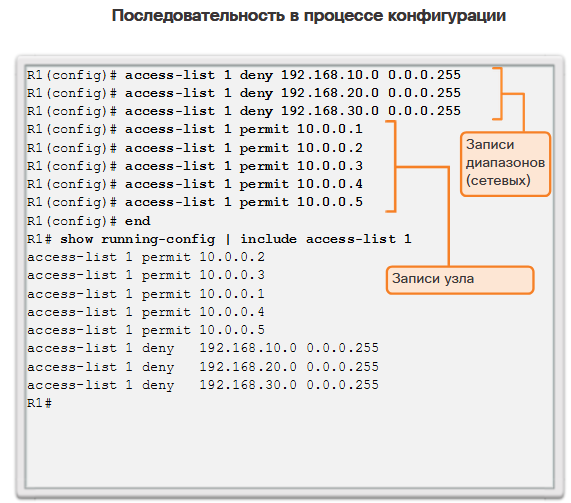 Последовательность в процессе конфигурации
R1(config)# access-list 1 deny 192.168.10.0 0.0.0.255
R1(config)# access-list 1 deny 192.168.20.0 0.0.0.255
R1(config)# access-list 1 deny 192.168.30.0 0.0.0.255
R1(config)# access-list 1 permit 10.0.0.1
R1(config)# access-list 1 permit 10.0.0.2
R1(config)# access-list 1 permit 10.0.0.3
R1(config)# access-list 1 permit 10.0.0.4
R1(config)# access-list 1 permit 10.0.0.5
R1(config)# end
R1# show running-config | include access-list 1
access-list 1 permit 10.0.0.2
access-list 1 permit 10.0.0.3
access-list 1 permit 10.0.0.1
access-list 1 permit 10.0.0.4
access-list 1 permit 10.0.0.5
access-list 1 deny   192.168.10.0 0.0.0.255
access-list 1 deny   192.168.20.0 0.0.0.255
access-list 1 deny   192.168.30.0 0.0.0.255
R1#
Записи
диапазонов
(сетевых)
Записи узла